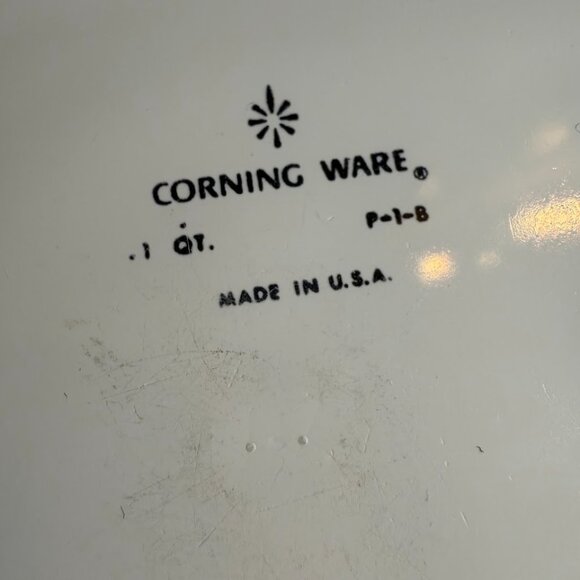 CORNING WARE®
1 QT. P-1-B
MADE IN U.S.A.